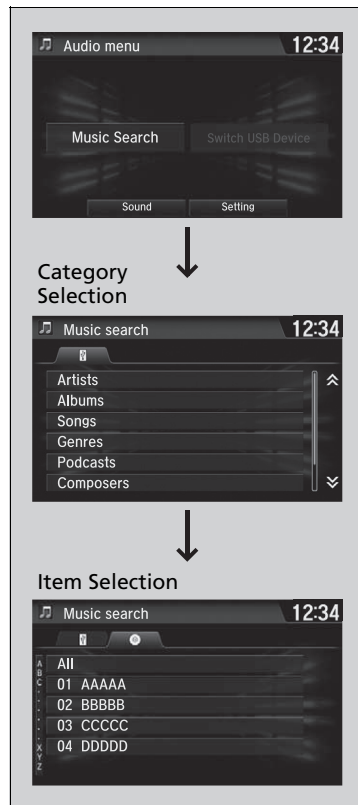 Audio menu 12:34
Music Search Switch USB Device
Sound Setting
Category
Selection
Music search 12:34
Artists
Albums
Songs
Genres
Podcasts
Composers
Item Selection
Music search 12:34
A
B
C
X
Y
Z
All
01 AAAAA
02 BBBBB
03 CCCCC
04 DDDDD